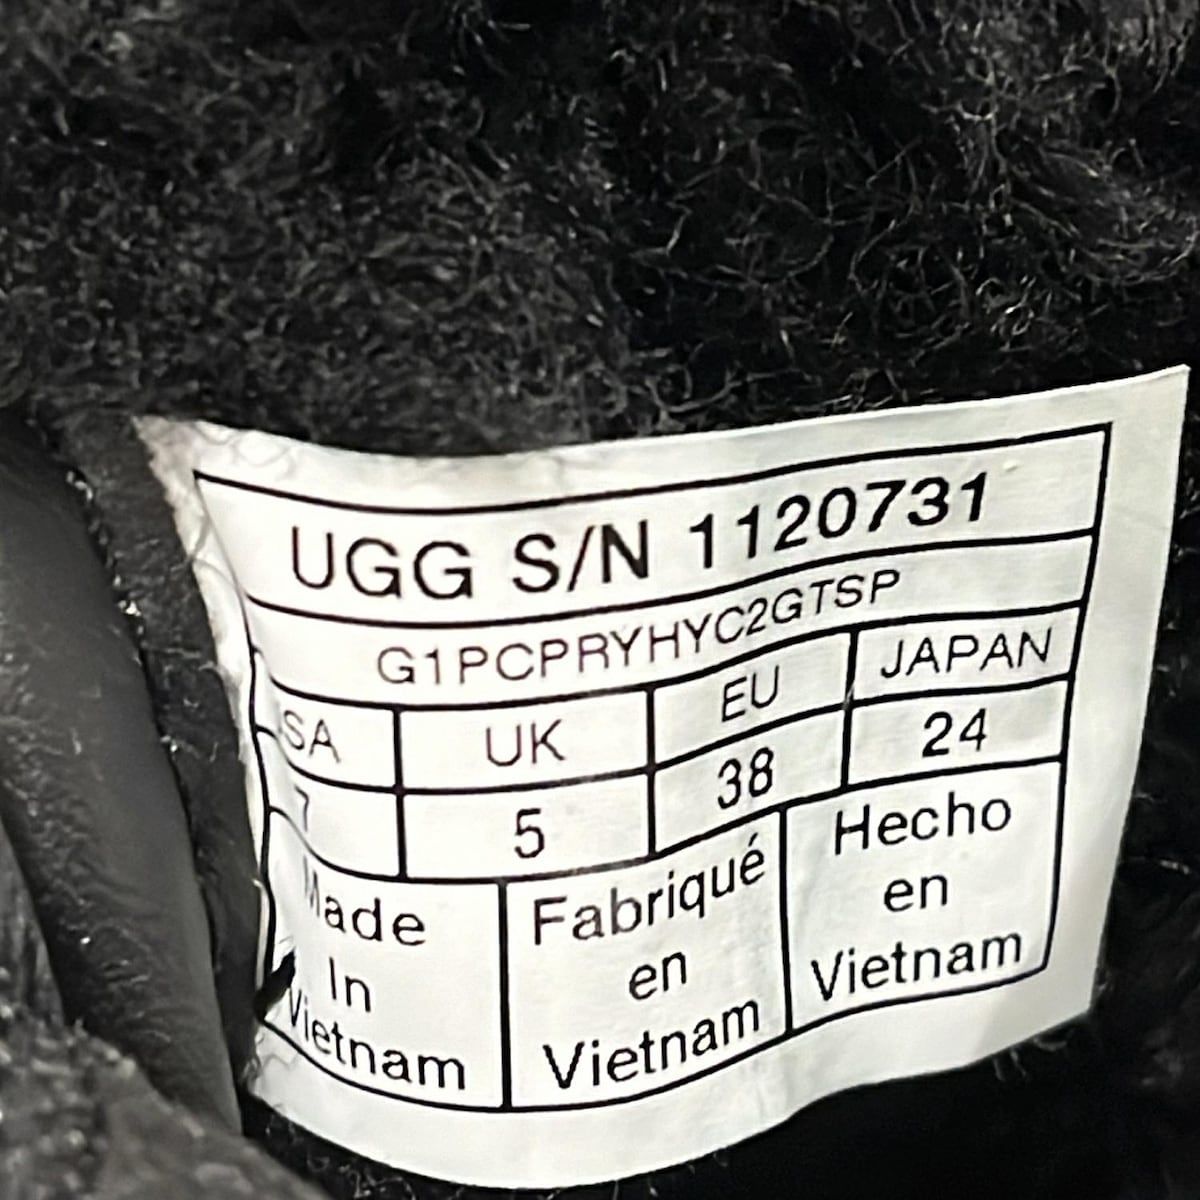 UGG S/N 1120731
G1PCPRYHYC2GTSP
SA UK EU JAPAN
7 5 38 24
Made
In
Vietnam
Fabriqué
en
Vietnam
Hecho
en
Vietnam